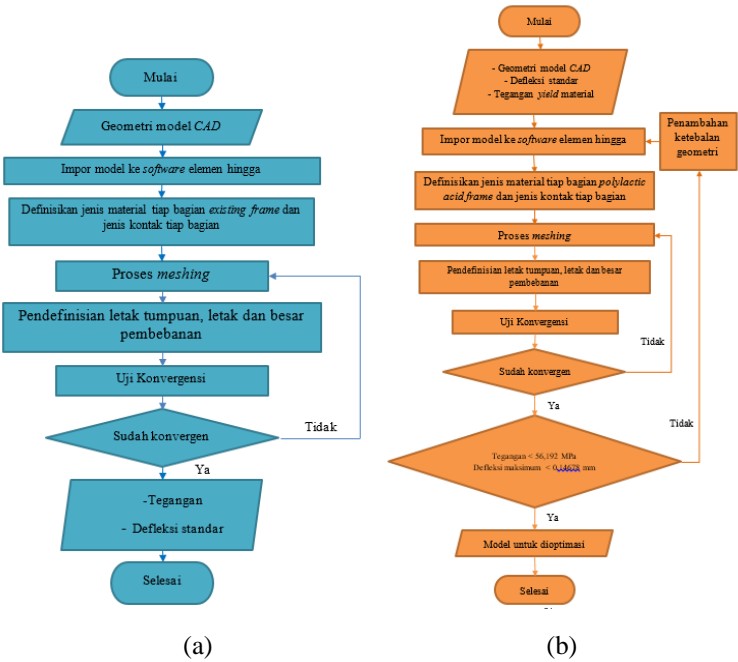 Mulai
Geometri model CAD
Impor model ke software elemen hingga
Definisikan jenis material tiap bagian existing frame dan
jenis kontak tiap bagian
Proses meshing
Pendefinisian letak tumpuan, letak dan besar
pembebanan
Uji Konvergensi
Sudah konvergen
Tidak
Ya
-Tegangan
- Defleksi standar
Selesai
(a)
Mulai
- Geometri model CAD
- Defleksi standar
- Tegangan yield material
Penambahan
ketebalan
geometri
Impor model ke software elemen hingga
Definisikan jenis material tiap bagian polylactic
acid frame dan jenis kontak tiap bagian
Proses meshing
Pendefinisian letak tumpuan, letak dan besar
pembebanan
Uji Konvergensi
Tidak
Sudah konvergen
Ya
Tidak
Tegangan < 56,192 MPa
Defleksi maksimum < 0,14628 mm
Ya
Model untuk dioptimasi
Selesai
(b)